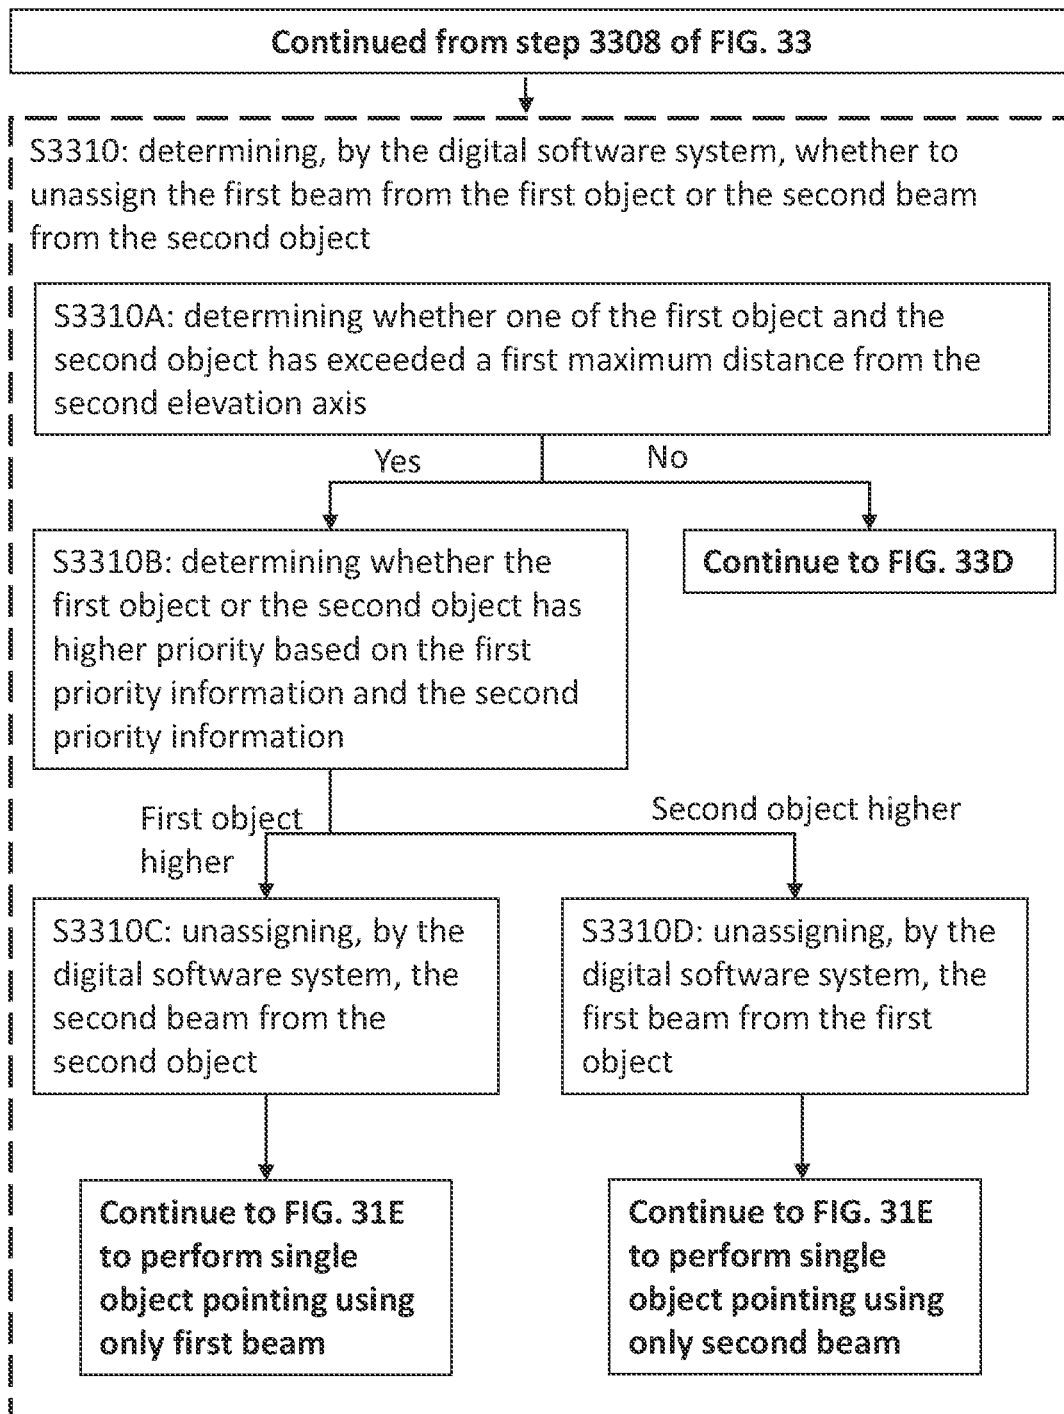 Continued from step 3308 of FIG. 33
S3310: determining, by the digital software system, whether to
unassign the first beam from the first object or the second beam
from the second object
S3310A: determining whether one of the first object and the
second object has exceeded a first maximum distance from the
second elevation axis
Yes
No
S3310B: determining whether the
first object or the second object has
higher priority based on the first
priority information and the second
priority information
Continue to FIG. 33D
First object
higher
Second object higher
S3310C: unassigning, by the
digital software system, the
second beam from the
second object
S3310D: unassigning, by the
digital software system, the
first beam from the first
object
Continue to FIG. 31E
to perform single
object pointing using
only first beam
Continue to FIG. 31E
to perform single
object pointing using
only second beam